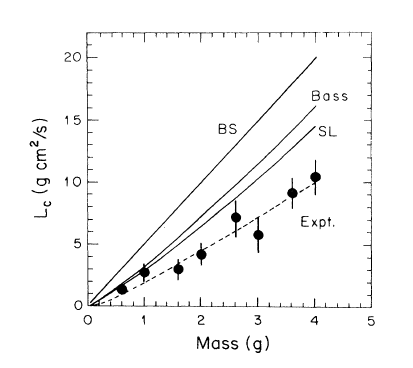 20
15
10
5
0
L_c (g cm²/s)
BS
Bass
SL
Expt.
0 1 2 3 4 5
Mass (g)